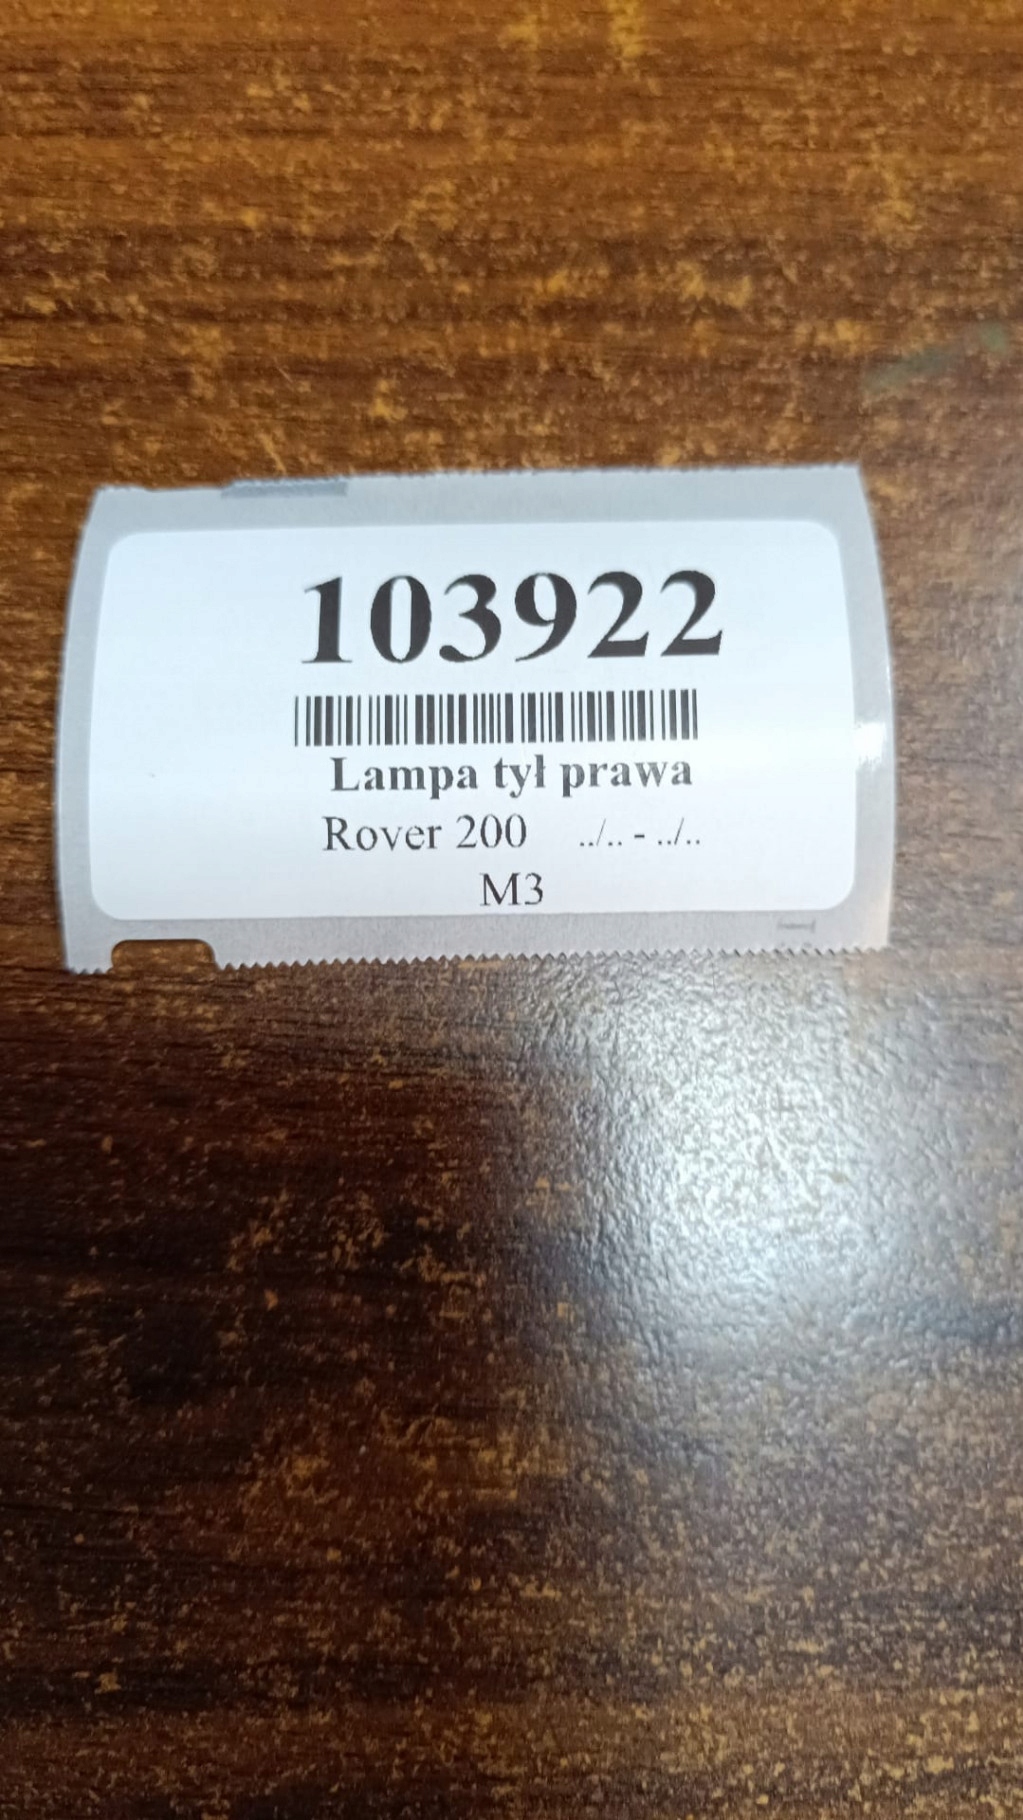 103922
Lampa tył prawa
Rover 200 ../.. - ../..
M3